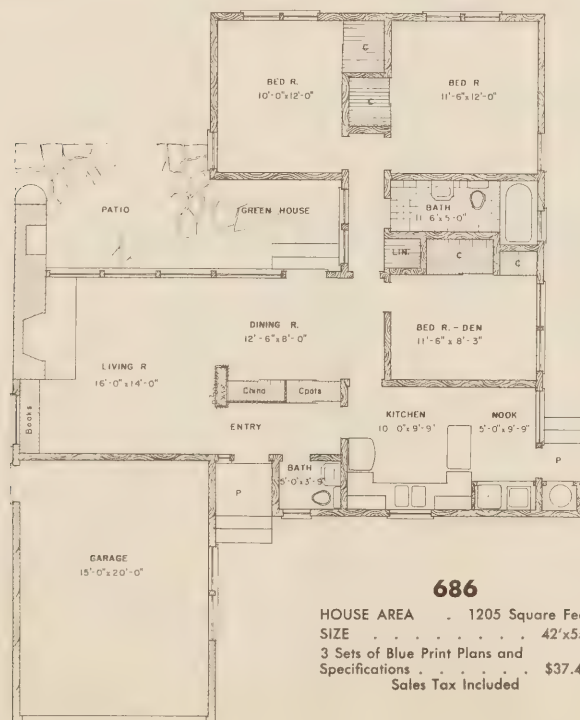 C
BED R.
10'-0"x12'-0"
BED R
11'-6"x12'-0"
C
BATH
11 6'x5'-0"
PATIO
GREEN HOUSE
LIN.
C
C
DINING R.
12'-6"x8'-0"
BED R.-DEN
11'-6" x 8'-3"
LIVING R
16'-0"x14'-0"
China
Coats
Books
KITCHEN
10 0"x9'-9'
NOOK
5'-0"x9'-9"
ENTRY
BATH
5'-0"x3'-9"
P
P
GARAGE
15'-0"x20'-0"
686
HOUSE AREA . 1205 Square
SIZE . . . . . . . .
3 Sets of Blue Print Plans and
Specifications . . . . . .
Sales Tax Included